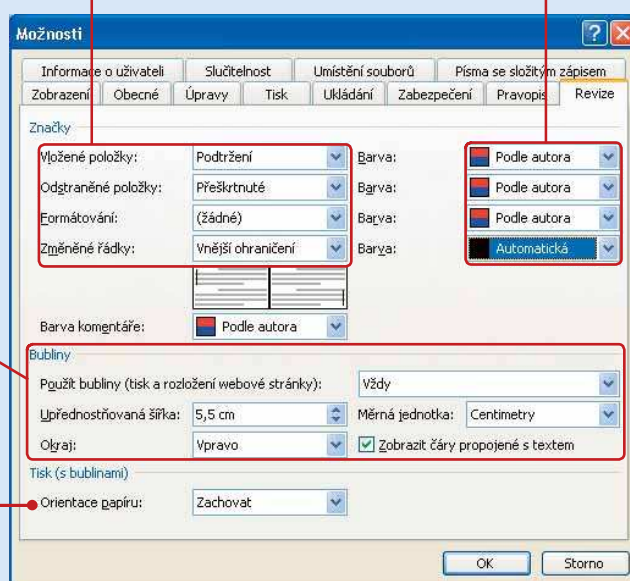 Možnosti
Informace o uživateli Slučitelnost Umístění souborů Písma se složitým zápisem
Zobrazení Obecné Úpravy Tisk Ukládání Zabezpečení Pravopis Revize
Značky
Vložené položky: Podtržení Barva: Podle autora
Odstraněné položky: Přeškrtnuté Barva: Podle autora
Formátování: (žádné) Barva: Podle autora
Změněné řádky: Vnější ohraničení Barva: Automatická
Barva komentáře: Podle autora
Bubliny
Použít bubliny (tisk a rozložení webové stránky): Vždy
Upřednostňovaná šířka: 5,5 cm Měrná jednotka: Centimetry
Okraj: Vpravo Zobrazit čáry propojené s textem
Tisk (s bublinami)
Orientace papíru: Zachovat
OK Storno